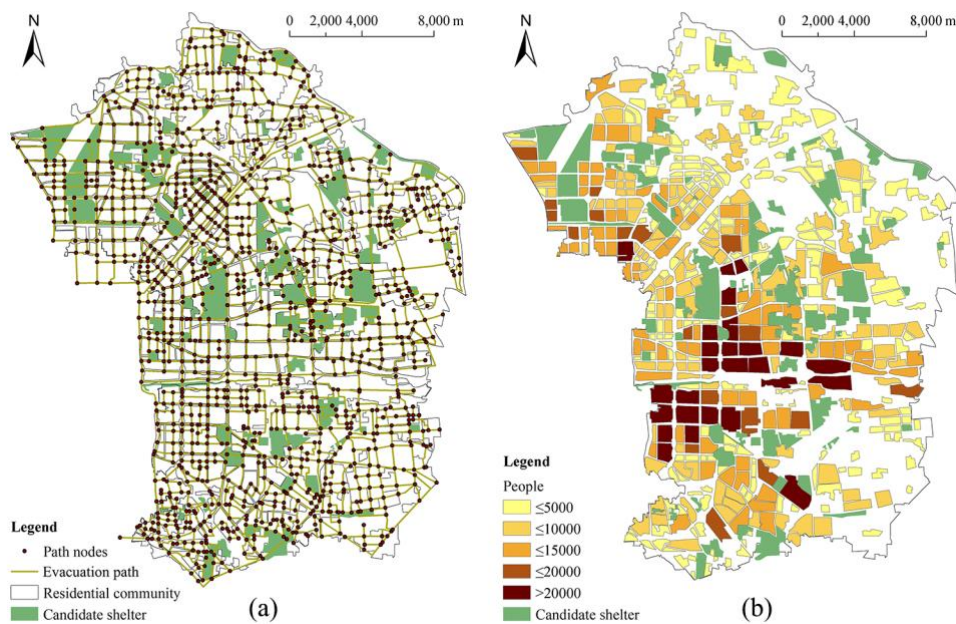 N
0 2,000 4,000 8,000 m
Legend
Path nodes
Evacuation path
Residential community
Candidate shelter
(a)
N
0 2,000 4,000 8,000 m
Legend
People
≤5000
≤10000
≤15000
≤20000
>20000
Candidate shelter
(b)